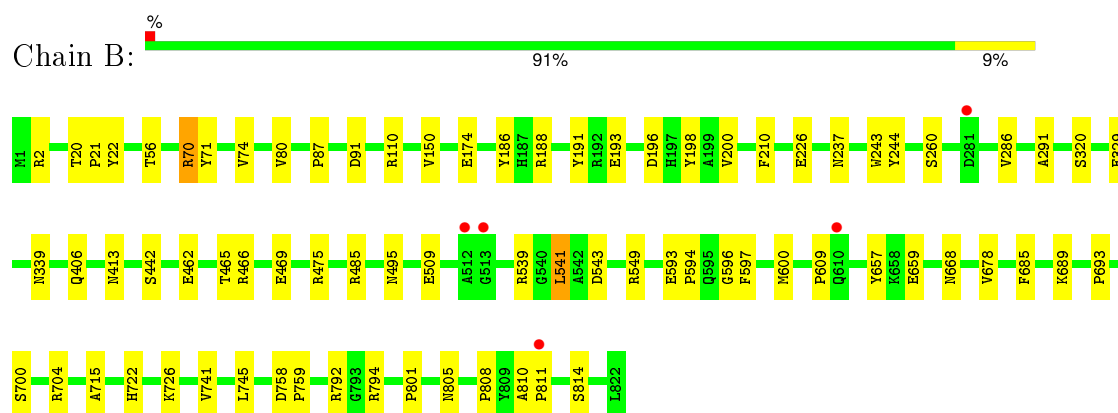 %
Chain B:
91% 9%
M1 R2 T20 P21 Y22 T56 R70 Y71 V74 V80 P87 D91 R110 V150 E174 Y186 H187 R188 Y191 R192 E193 D196 H197 Y198 A199 V200 F210 E226 N237 W243 Y244 S260 D281 V286 A291 S320
N339 Q406 N413 S442 E462 T465 R466 E469 R475 R485 N495 E509 A512 G513 R539 G540 L541 A542 D543 R549 E593 P594 Q595 G596 F597 M600 P609 Q610 Y657 K658 E659 N668 V678 F685 K689 P693
S700 R704 A715 H722 K726 V741 L745 D758 P759 R792 G793 R794 P801 N805 P808 Y809 A810 P811 S814 L822